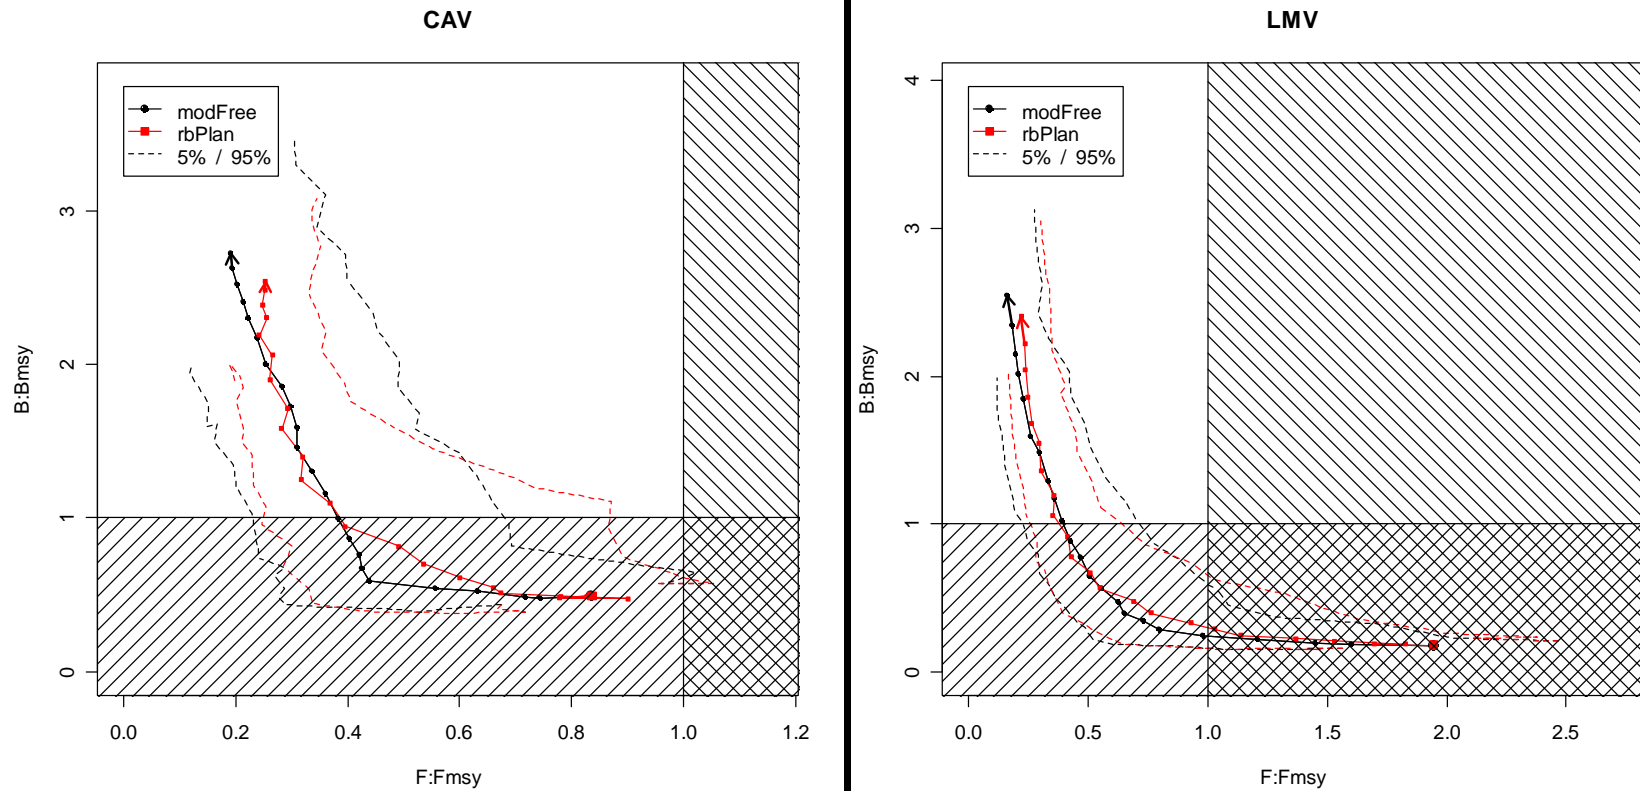 CAV
modFree
rbPlan
5% / 95%
B:Bmsy
3
2
1
0
0.0 0.2 0.4 0.6 0.8 1.0 1.2
F:Fmsy
LMV
modFree
rbPlan
5% / 95%
B:Bmsy
4
3
2
1
0
0.0 0.5 1.0 1.5 2.0 2.5
F:Fmsy